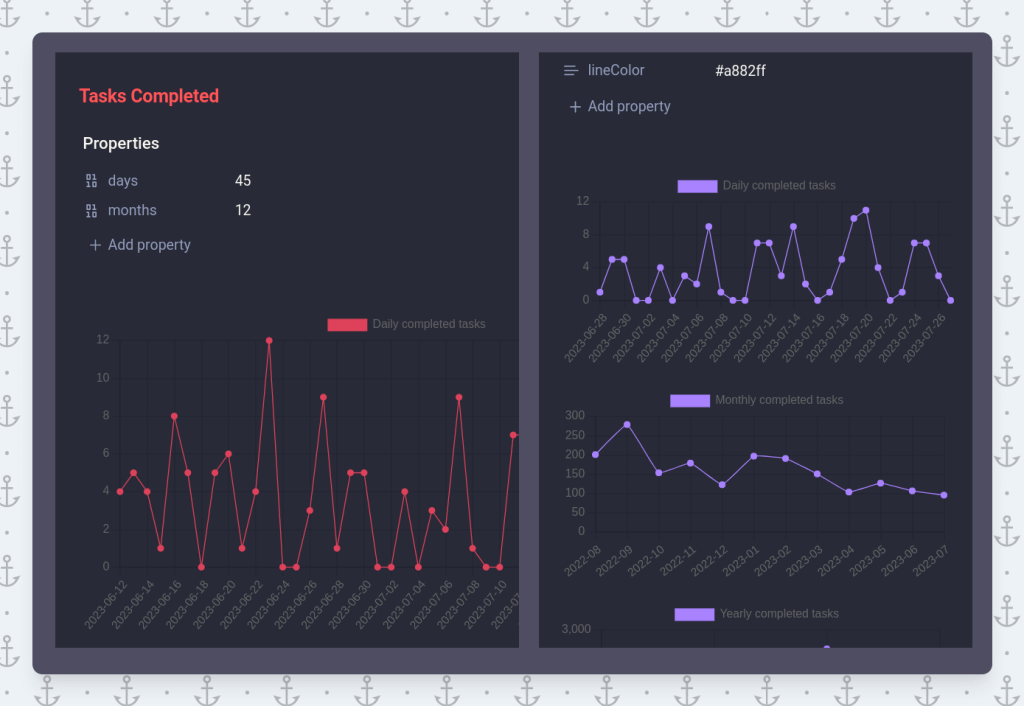 Tasks Completed
Properties
days 45
months 12
+ Add property
Daily completed tasks
12
10
8
6
4
2
0
2023-06-12 2023-06-14 2023-06-16 2023-06-18 2023-06-20 2023-06-22 2023-06-24 2023-06-26 2023-06-28 2023-06-30 2023-07-02 2023-07-04 2023-07-06 2023-07-08 2023-07-10
lineColor #a882ff
+ Add property
Daily completed tasks
12
8
4
0
2023-06-28 2023-06-30 2023-07-02 2023-07-04 2023-07-06 2023-07-08 2023-07-10 2023-07-12 2023-07-14 2023-07-16 2023-07-18 2023-07-20 2023-07-22 2023-07-24 2023-07-26
Monthly completed tasks
300
250
200
150
100
50
0
2022-08 2022-09 2022-10 2022-11 2022-12 2023-01 2023-02 2023-03 2023-04 2023-05 2023-06 2023-07
Yearly completed tasks
3,000